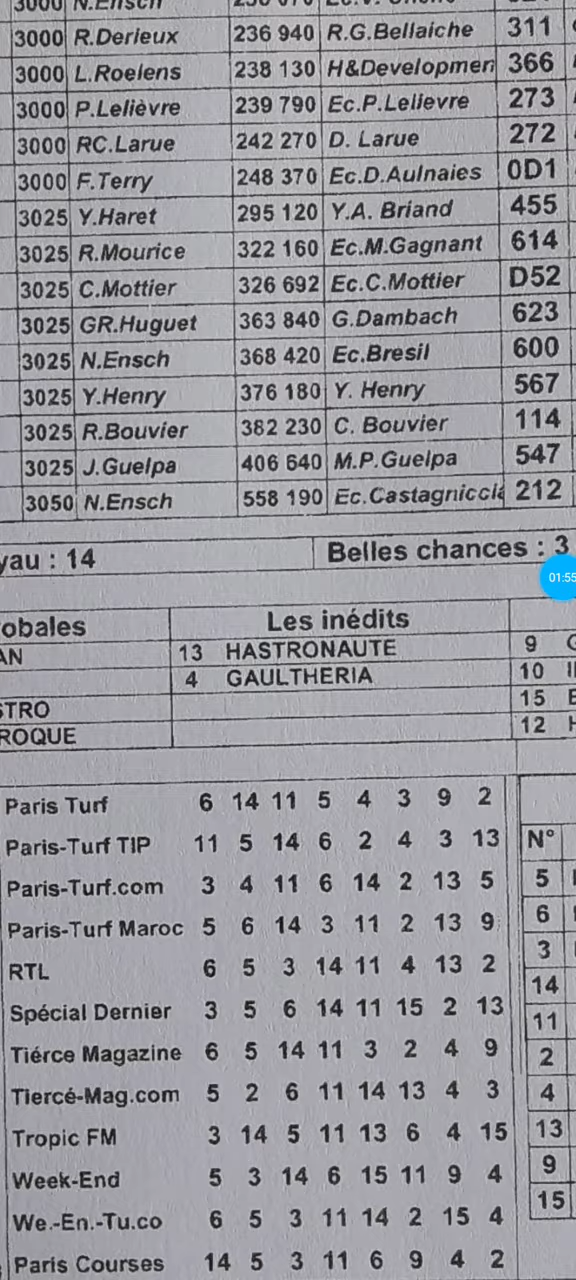 3000 N.Ensch
3000 R.Derieux 236 940 R.G.Bellaiche 311
3000 L.Roelens 238 130 H&Developmen 366
3000 P.Lelièvre 239 790 Ec.P.Lelievre 273
3000 RC.Larue 242 270 D. Larue 272
3000 F.Terry 248 370 Ec.D.Aulnaies 0D1
3025 Y.Haret 295 120 Y.A. Briand 455
3025 R.Mourice 322 160 Ec.M.Gagnant 614
3025 C.Mottier 326 692 Ec.C.Mottier D52
3025 GR.Huguet 363 840 G.Dambach 623
3025 N.Ensch 368 420 Ec.Bresil 600
3025 Y.Henry 376 180 Y. Henry 567
3025 R.Bouvier 382 230 C. Bouvier 114
3025 J.Guelpa 406 640 M.P.Guelpa 547
3050 N.Ensch 558 190 Ec.Castagniccia 212
yau : 14 Belles chances : 3
01:55
obales Les inédits
AN 13 HASTRONAUTE 9 G
4 GAULTHERIA 10
STRO 15 E
ROQUE 12 H
Paris Turf 6 14 11 5 4 3 9 2
Paris-Turf TIP 11 5 14 6 2 4 3 13 N°
Paris-Turf.com 3 4 11 6 14 2 13 5 5
Paris-Turf Maroc 5 6 14 3 11 2 13 9 6
RTL 6 5 3 14 11 4 13 2 3
Spécial Dernier 3 5 6 14 11 15 2 13 14
Tiérce Magazine 6 5 14 11 3 2 4 9 11
Tiercé-Mag.com 5 2 6 11 14 13 4 3 2
Tropic FM 3 14 5 11 13 6 4 15 4
Week-End 5 3 14 6 15 11 9 4 13
We.-En.-Tu.co 6 5 3 11 14 2 15 4 9
Paris Courses 14 5 3 11 6 9 4 2 15